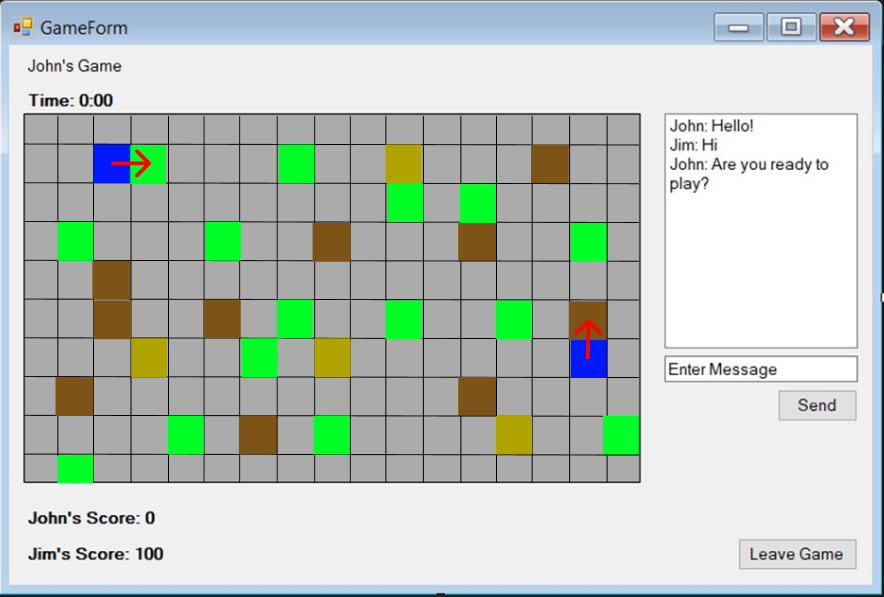 GameForm
John's Game
Time: 0:00
John: Hello!
Jim: Hi
John: Are you ready to
play?
Enter Message
Send
John's Score: 0
Jim's Score: 100
Leave Game